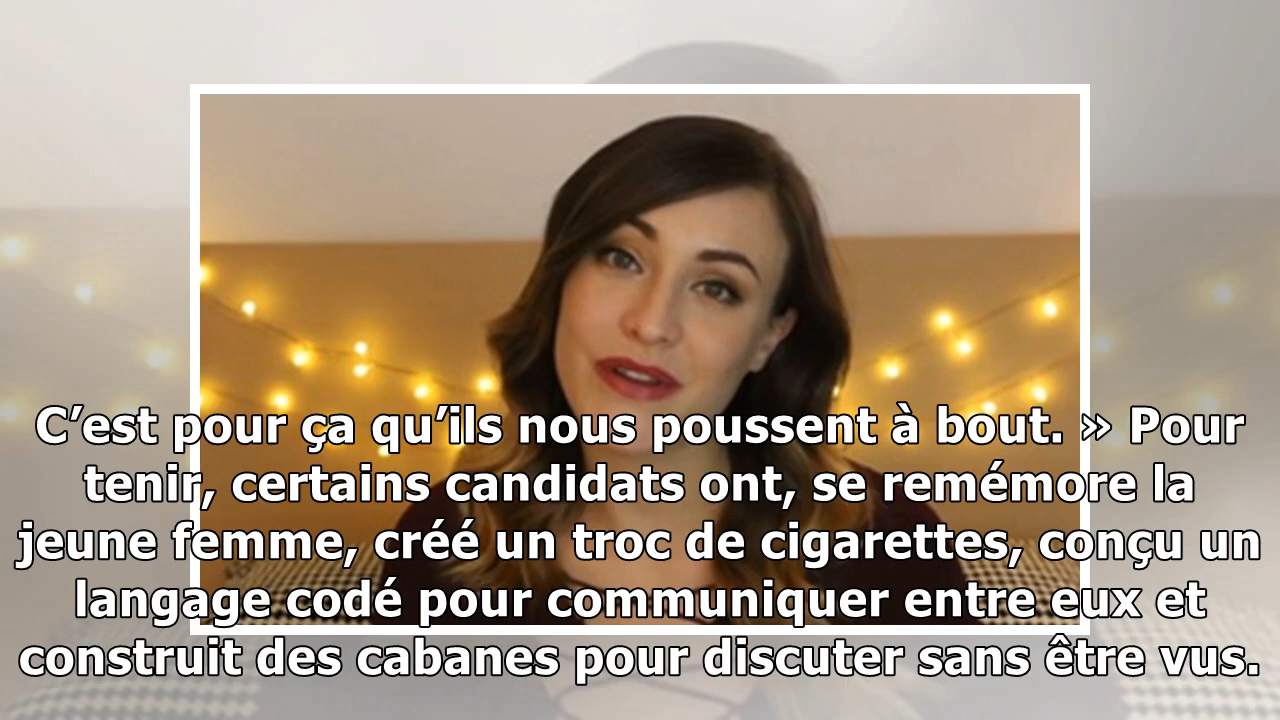 C’est pour ça qu’ils nous poussent à bout. » Pour
tenir, certains candidats ont, se remémore la
jeune femme, créé un troc de cigarettes, conçu un
langage codé pour communiquer entre eux et
construit des cabanes pour discuter sans être vus.